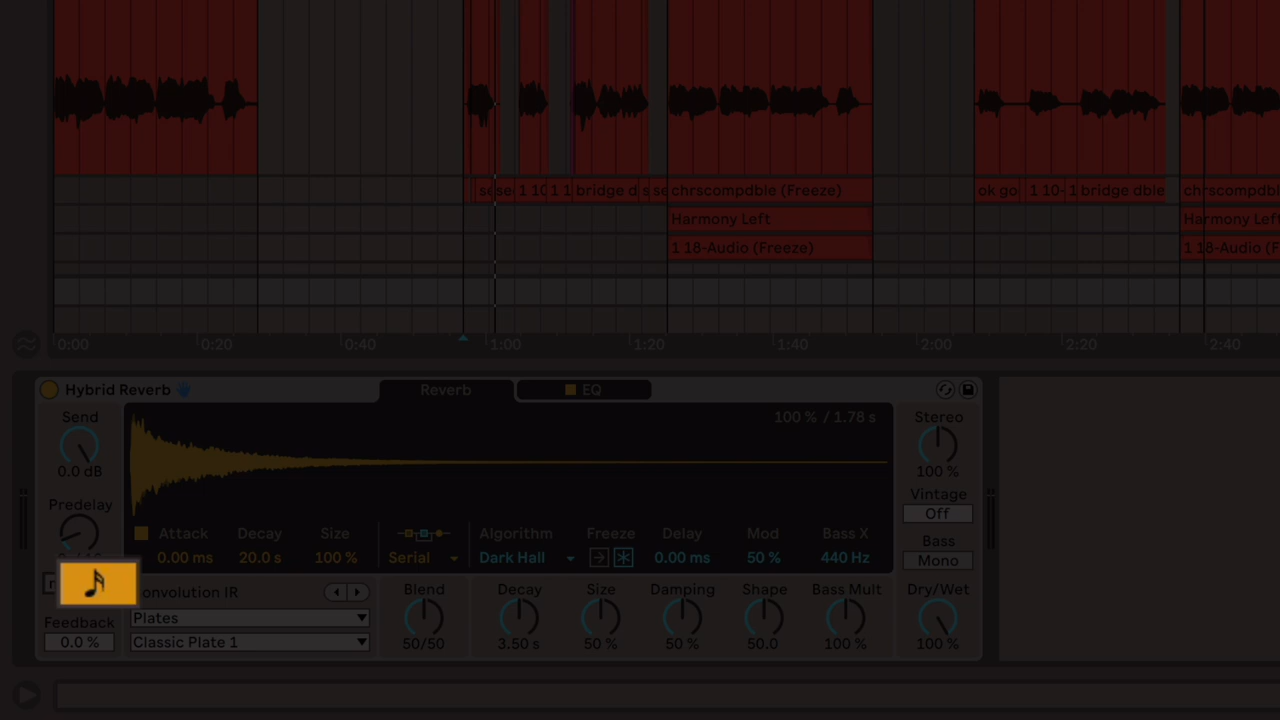 sese 1 10 1 1 bridge d s se chrscompdble (Freeze) ok go 1 10- 1 bridge dble chrscompdbl
Harmony Left Harmony Lef
1 18-Audio (Freeze) 1 18-Audio (F
0:00 0:20 0:40 1:00 1:20 1:40 2:00 2:20 2:40
Hybrid Reverb Reverb EQ
Send 100 % / 1.78 s Stereo
0.0 dB 100 %
Predelay Vintage
Off
Attack Decay Size Algorithm Freeze Delay Mod Bass X
Bass
0.00 ms 20.0 s 100 % Serial Dark Hall 0.00 ms 50 % 440 Hz
Mono
onvolution IR Blend Decay Size Damping Shape Bass Mult Dry/Wet
Feedback Plates
0.0 % Classic Plate 1 50/50 3.50 s 50 % 50 % 50.0 100 % 100 %